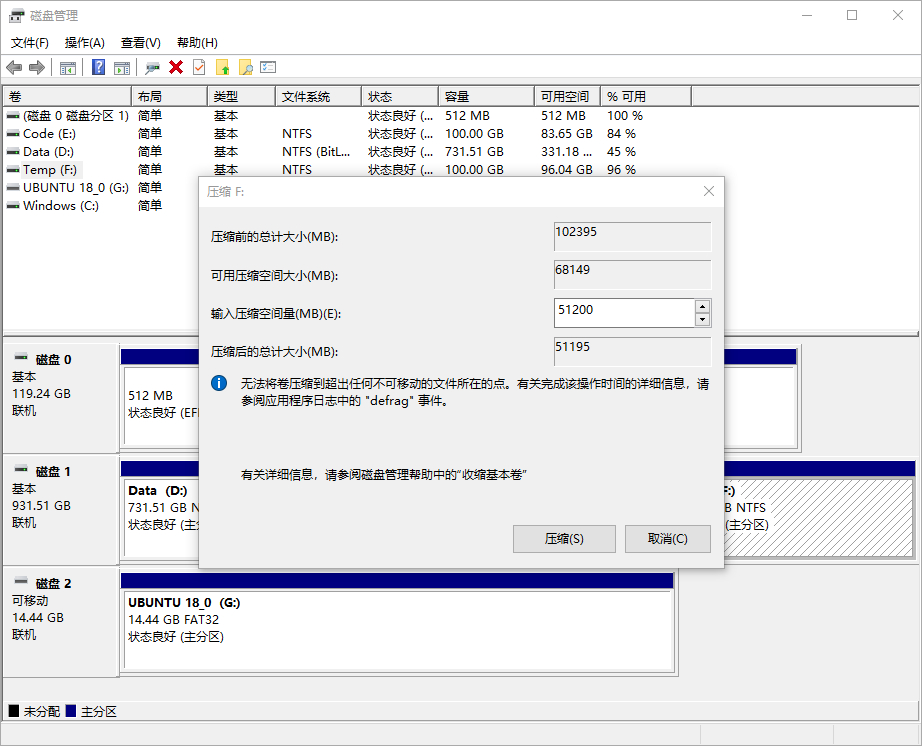 磁盘管理
文件(F) 操作(A) 查看(V) 帮助(H)
卷 布局 类型 文件系统 状态 容量 可用空间 % 可用
(磁盘 0 磁盘分区 1) 简单 基本 状态良好 (... 512 MB 512 MB 100 %
Code (E:) 简单 基本 NTFS 状态良好 (... 100.00 GB 83.65 GB 84 %
Data (D:) 简单 基本 NTFS (BitL... 状态良好 (... 731.51 GB 331.18 ... 45 %
Temp (F:) 简单 基本 NTFS 状态良好 (... 100.00 GB 96.04 GB 96 %
UBUNTU 18_0 (G:) 简单
Windows (C:) 简单
压缩 F:
压缩前的总计大小(MB): 102395
可用压缩空间大小(MB): 68149
输入压缩空间量(MB)(E): 51200
压缩后的总计大小(MB): 51195
无法将卷压缩到超出任何不可移动的文件所在的点。有关完成该操作时间的详细信息，请
参阅应用程序日志中的 "defrag" 事件。
有关详细信息，请参阅磁盘管理帮助中的“收缩基本卷”
压缩(S) 取消(C)
磁盘 0
基本
119.24 GB
联机
512 MB
状态良好 (EFI
磁盘 1
基本
931.51 GB
联机
Data (D:)
731.51 GB N
状态良好 (主分
F:)
B NTFS
(主分区)
磁盘 2
可移动
14.44 GB
联机
UBUNTU 18_0 (G:)
14.44 GB FAT32
状态良好 (主分区)
未分配 主分区